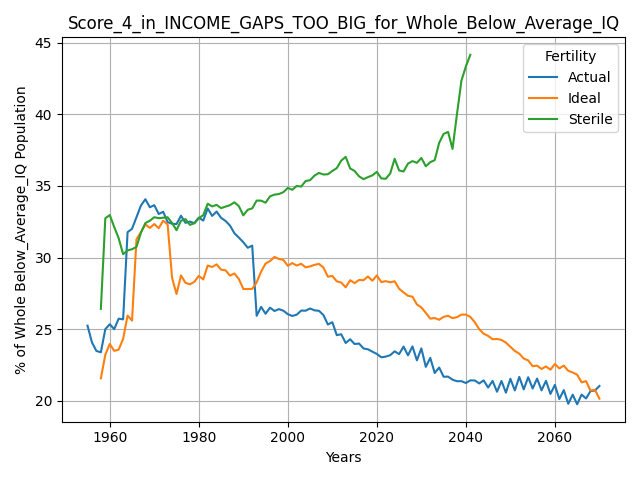 Score_4_in_INCOME_GAPS_TOO_BIG_for_Whole_Below_Average_IQ
% of Whole Below_Average_IQ Population
45
40
35
30
25
20
Fertility
Actual
Ideal
Sterile
1960
1980
2000
2020
2040
2060
Years